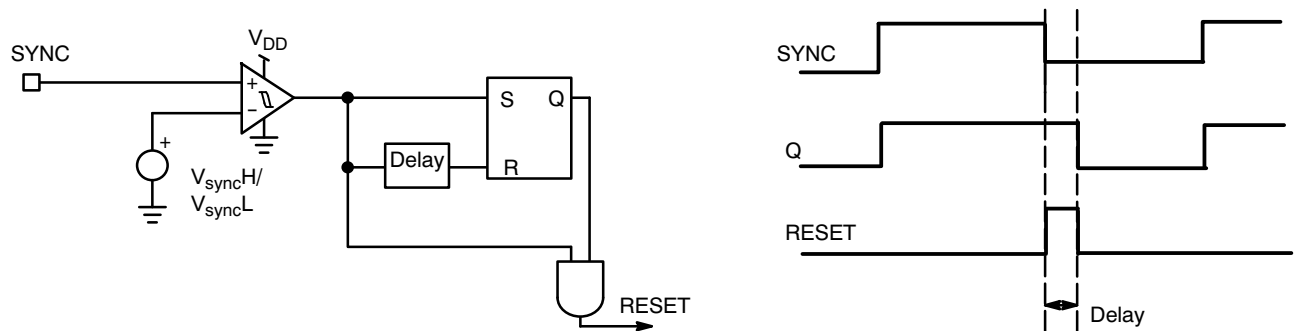 SYNC
VDD
+
−
+
VsyncH/
VsyncL
S
Q
Delay
R
RESET
SYNC
Q
RESET
Delay